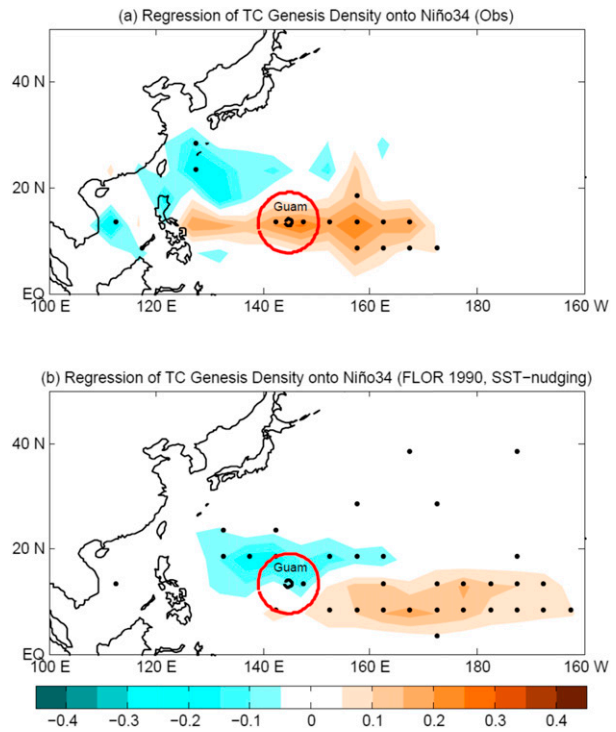 (a) Regression of TC Genesis Density onto Niño34 (Obs)
40 N
20 N
EQ
Guam
100 E 120 E 140 E 160 E 180 160 W
(b) Regression of TC Genesis Density onto Niño34 (FLOR 1990, SST−nudging)
40 N
20 N
EQ
Guam
100 E 120 E 140 E 160 E 180 160 W
−0.4 −0.3 −0.2 −0.1 0 0.1 0.2 0.3 0.4